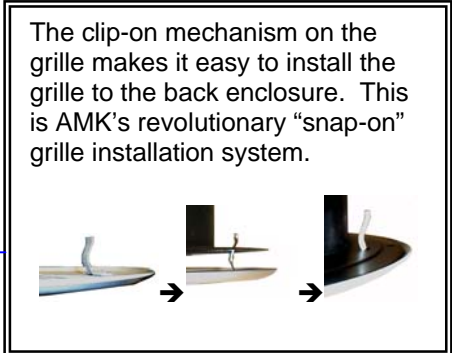 The clip-on mechanism on the
grille makes it easy to install the
grille to the back enclosure.  This
is AMK's revolutionary “snap-on”
grille installation system.